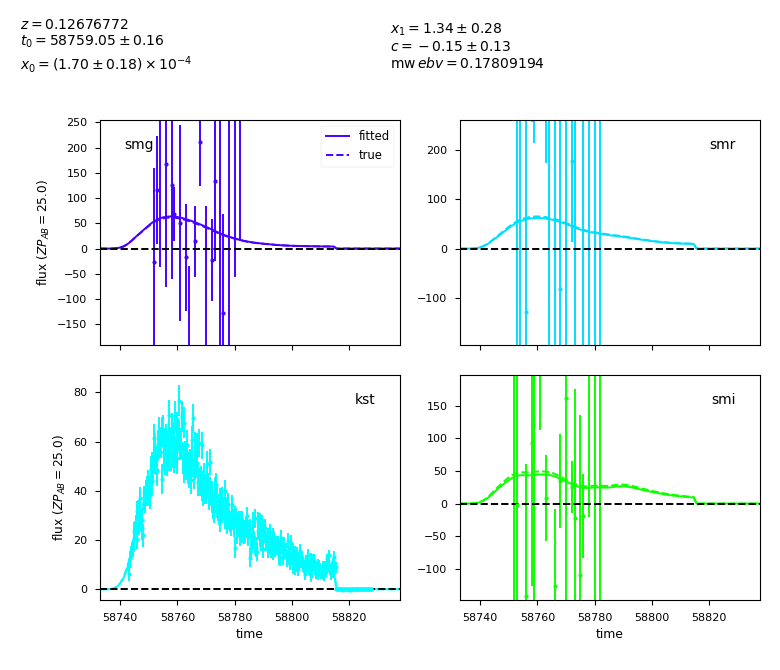 z = 0.12676772
t₀ = 58759.05 ± 0.16
x₀ = (1.70 ± 0.18) × 10⁻⁴
x₁ = 1.34 ± 0.28
c = −0.15 ± 0.13
mw ebv = 0.17809194
250
200
150
100
50
0
−50
−100
−150
flux (ZP_AB = 25.0)
smg
fitted
true
200
100
0
−100
smr
80
60
40
20
0
flux (ZP_AB = 25.0)
kst
58740 58760 58780 58800 58820
time
150
100
50
0
−50
−100
smi
58740 58760 58780 58800 58820
time